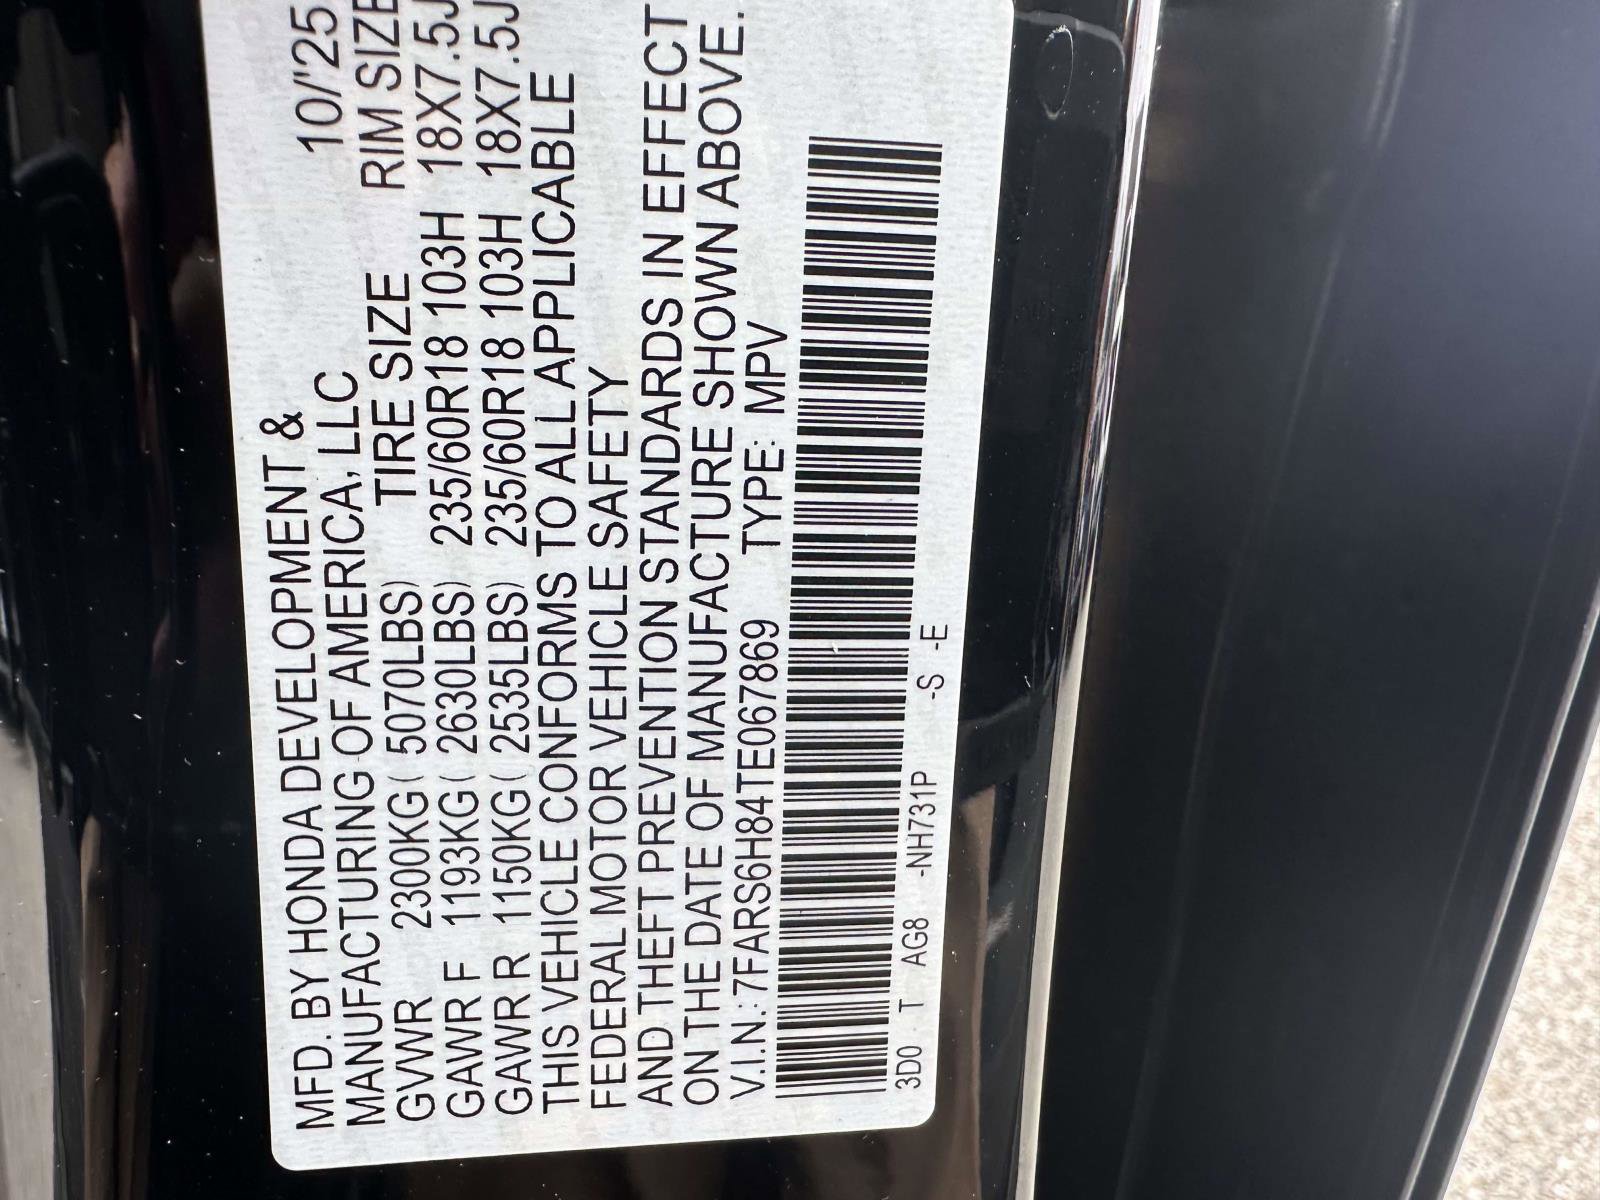 MFD. BY HONDA DEVELOPMENT &
MANUFACTURING OF AMERICA, LLC 10/'25
TIRE SIZE RIM SIZE
GVWR 2300KG ( 5070LBS)
GAWR F 1193KG ( 2630LBS) 235/60R18 103H 18X7.5J
GAWR R 1150KG ( 2535LBS) 235/60R18 103H 18X7.5J
THIS VEHICLE CONFORMS TO ALL APPLICABLE
FEDERAL MOTOR VEHICLE SAFETY
AND THEFT PREVENTION STANDARDS IN EFFECT
ON THE DATE OF MANUFACTURE SHOWN ABOVE.
V.I.N.: 7FARS6H84TE067869 TYPE: MPV
3D0 T AG8 -NH731P -S -E